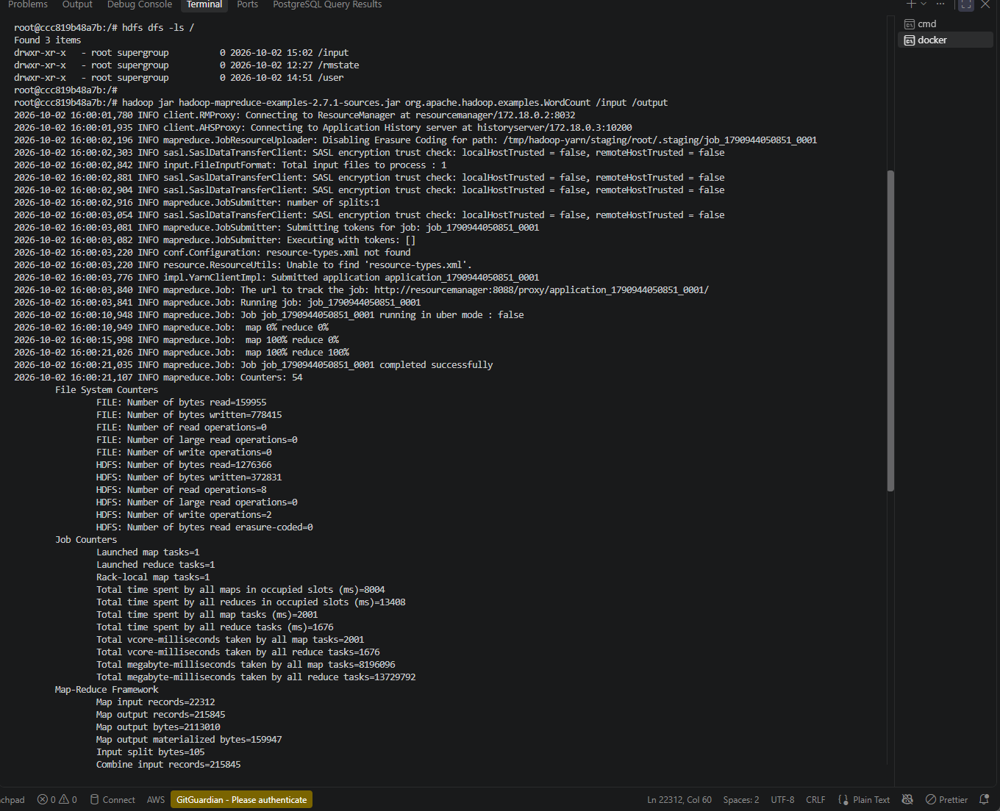 Problems Output Debug Console Terminal Ports PostgreSQL Query Results
cmd
docker
root@ccc819b48a7b:/# hdfs dfs -ls /
Found 3 items
drwxr-xr-x   - root supergroup          0 2026-10-02 15:02 /input
drwxr-xr-x   - root supergroup          0 2026-10-02 12:27 /rmstate
drwxr-xr-x   - root supergroup          0 2026-10-02 14:51 /user
root@ccc819b48a7b:/#
root@ccc819b48a7b:/# hadoop jar hadoop-mapreduce-examples-2.7.1-sources.jar org.apache.hadoop.examples.WordCount /input /output
2026-10-02 16:00:01,780 INFO client.RMProxy: Connecting to ResourceManager at resourcemanager/172.18.0.2:8032
2026-10-02 16:00:01,935 INFO client.AHSProxy: Connecting to Application History server at historyserver/172.18.0.3:10200
2026-10-02 16:00:02,196 INFO mapreduce.JobResourceUploader: Disabling Erasure Coding for path: /tmp/hadoop-yarn/staging/root/.staging/job_1790944050851_0001
2026-10-02 16:00:02,303 INFO sasl.SaslDataTransferClient: SASL encryption trust check: localHostTrusted = false, remoteHostTrusted = false
2026-10-02 16:00:02,842 INFO input.FileInputFormat: Total input files to process : 1
2026-10-02 16:00:02,881 INFO sasl.SaslDataTransferClient: SASL encryption trust check: localHostTrusted = false, remoteHostTrusted = false
2026-10-02 16:00:02,904 INFO sasl.SaslDataTransferClient: SASL encryption trust check: localHostTrusted = false, remoteHostTrusted = false
2026-10-02 16:00:02,916 INFO mapreduce.JobSubmitter: number of splits:1
2026-10-02 16:00:03,054 INFO sasl.SaslDataTransferClient: SASL encryption trust check: localHostTrusted = false, remoteHostTrusted = false
2026-10-02 16:00:03,081 INFO mapreduce.JobSubmitter: Submitting tokens for job: job_1790944050851_0001
2026-10-02 16:00:03,082 INFO mapreduce.JobSubmitter: Executing with tokens: []
2026-10-02 16:00:03,220 INFO conf.Configuration: resource-types.xml not found
2026-10-02 16:00:03,220 INFO resource.ResourceUtils: Unable to find 'resource-types.xml'.
2026-10-02 16:00:03,776 INFO impl.YarnClientImpl: Submitted application application_1790944050851_0001
2026-10-02 16:00:03,840 INFO mapreduce.Job: The url to track the job: http://resourcemanager:8088/proxy/application_1790944050851_0001/
2026-10-02 16:00:03,841 INFO mapreduce.Job: Running job: job_1790944050851_0001
2026-10-02 16:00:10,948 INFO mapreduce.Job: Job job_1790944050851_0001 running in uber mode : false
2026-10-02 16:00:10,949 INFO mapreduce.Job:  map 0% reduce 0%
2026-10-02 16:00:15,998 INFO mapreduce.Job:  map 100% reduce 0%
2026-10-02 16:00:21,026 INFO mapreduce.Job:  map 100% reduce 100%
2026-10-02 16:00:21,035 INFO mapreduce.Job: Job job_1790944050851_0001 completed successfully
2026-10-02 16:00:21,107 INFO mapreduce.Job: Counters: 54
File System Counters
FILE: Number of bytes read=159955
FILE: Number of bytes written=778415
FILE: Number of read operations=0
FILE: Number of large read operations=0
FILE: Number of write operations=0
HDFS: Number of bytes read=1276366
HDFS: Number of bytes written=372831
HDFS: Number of read operations=8
HDFS: Number of large read operations=0
HDFS: Number of write operations=2
HDFS: Number of bytes read erasure-coded=0
Job Counters
Launched map tasks=1
Launched reduce tasks=1
Rack-local map tasks=1
Total time spent by all maps in occupied slots (ms)=8004
Total time spent by all reduces in occupied slots (ms)=13408
Total time spent by all map tasks (ms)=2001
Total time spent by all reduce tasks (ms)=1676
Total vcore-milliseconds taken by all map tasks=2001
Total vcore-milliseconds taken by all reduce tasks=1676
Total megabyte-milliseconds taken by all map tasks=8196096
Total megabyte-milliseconds taken by all reduce tasks=13729792
Map-Reduce Framework
Map input records=22312
Map output records=215845
Map output bytes=2113010
Map output materialized bytes=159947
Input split bytes=105
Combine input records=215845
chpad 0 0 Connect AWS GitGuardian - Please authenticate Ln 22312, Col 60 Spaces: 2 UTF-8 CRLF Plain Text Prettier